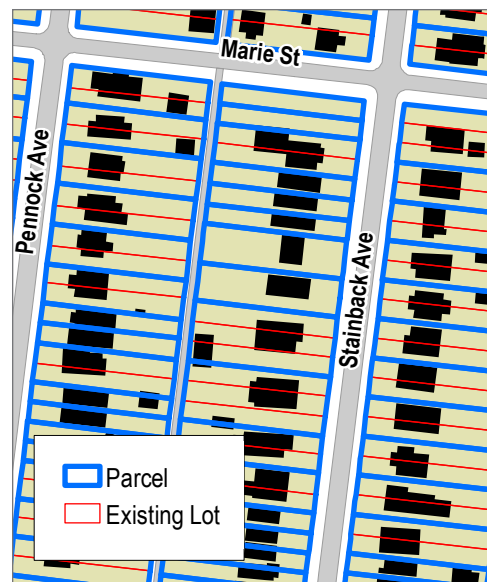 Marie St
Pennock Ave
Stainback Ave
Parcel
Existing Lot